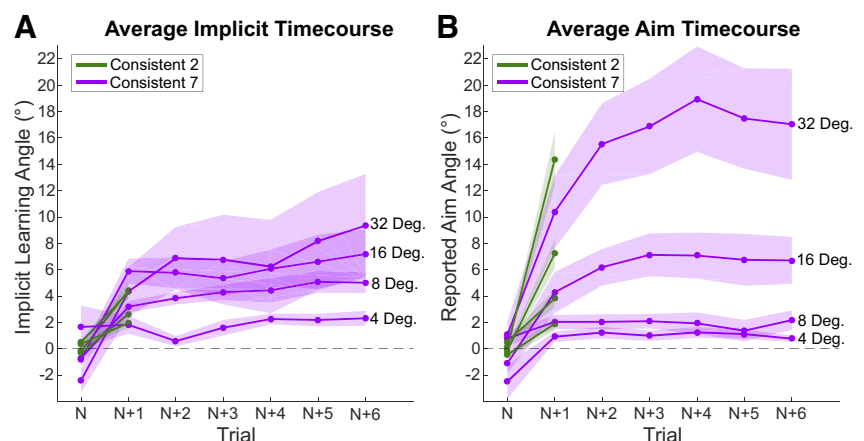 A
Average Implicit Timecourse
Consistent 2
Consistent 7
Implicit Learning Angle (°)
22
20
18
16
14
12
10
8
6
4
2
0
-2
32 Deg.
16 Deg.
8 Deg.
4 Deg.
N N+1 N+2 N+3 N+4 N+5 N+6
Trial
B
Average Aim Timecourse
Consistent 2
Consistent 7
Reported Aim Angle (°)
22
20
18
16
14
12
10
8
6
4
2
0
-2
32 Deg.
16 Deg.
8 Deg.
4 Deg.
N N+1 N+2 N+3 N+4 N+5 N+6
Trial